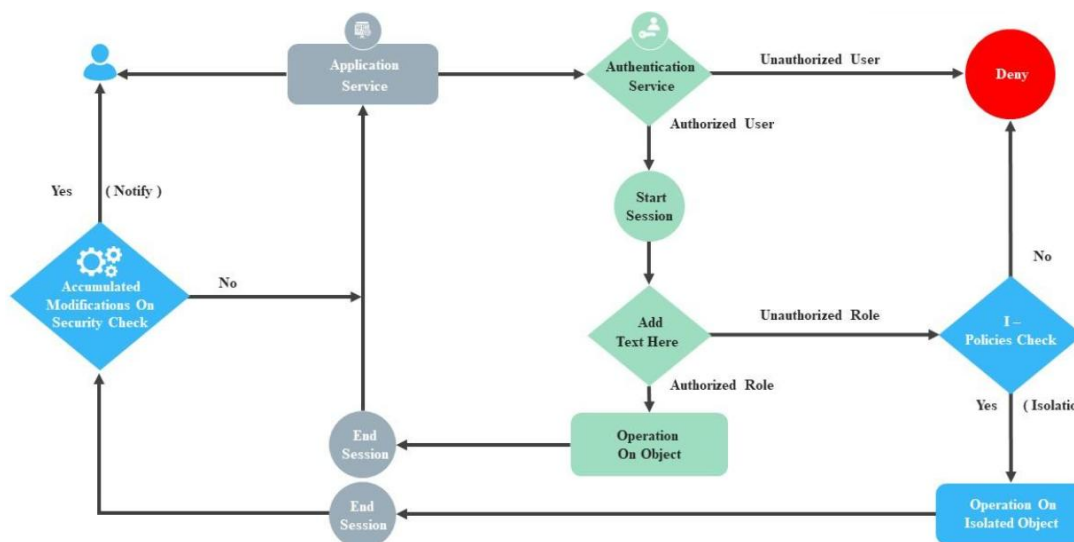 Application
Service
Authentication
Service
Unauthorized User
Deny
Authorized User
Yes
( Notify )
Start
Session
Accumulated
Modifications On
Security Check
No
No
Add
Text Here
Unauthorized Role
I –
Policies Check
Authorized Role
Yes
( Isolatio
End
Session
Operation
On Object
End
Session
Operation On
Isolated Object